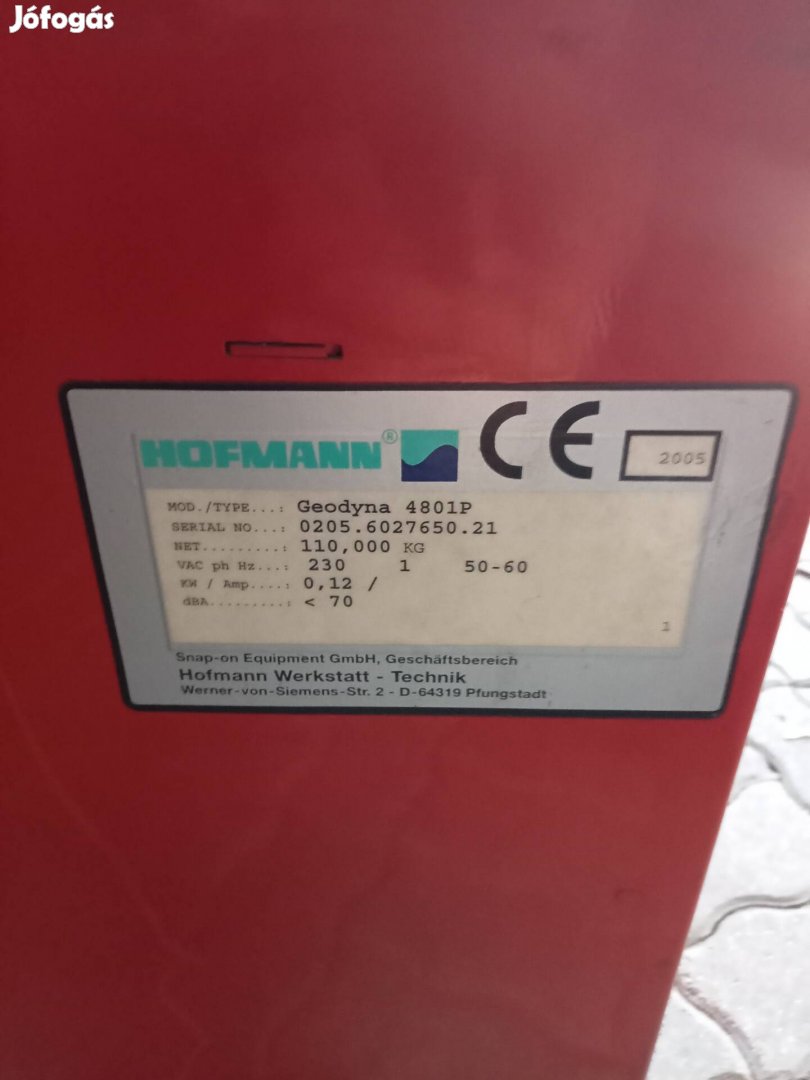 Jófogás
HOFMANN® CE 2005
MOD./TYPE...: Geodyna 4801P
SERIAL NO...: 0205.6027650.21
NET.........: 110,000 KG
VAC ph Hz...: 230 1 50-60
KW / Amp....: 0,12 /
dBA.........: < 70
1
Snap-on Equipment GmbH, Geschäftsbereich
Hofmann Werkstatt - Technik
Werner-von-Siemens-Str. 2 - D-64319 Pfungstadt